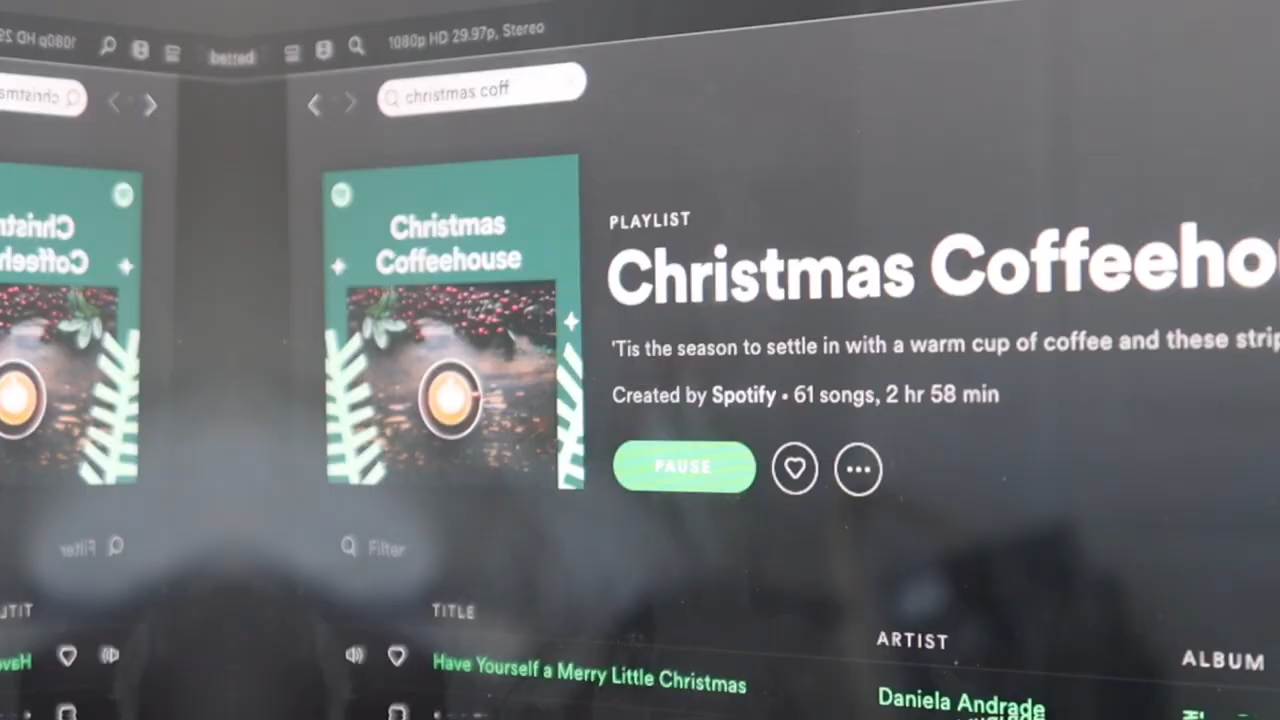 1080p HD 29.97p, Stereo
christmas coff
Christmas
Coffeehouse
PLAYLIST
Christmas Coffeeho
'Tis the season to settle in with a warm cup of coffee and these strip
Created by Spotify • 61 songs, 2 hr 58 min
PAUSE
Filter
TITLE
ARTIST
ALBUM
Have Yourself a Merry Little Christmas
Daniela Andrade